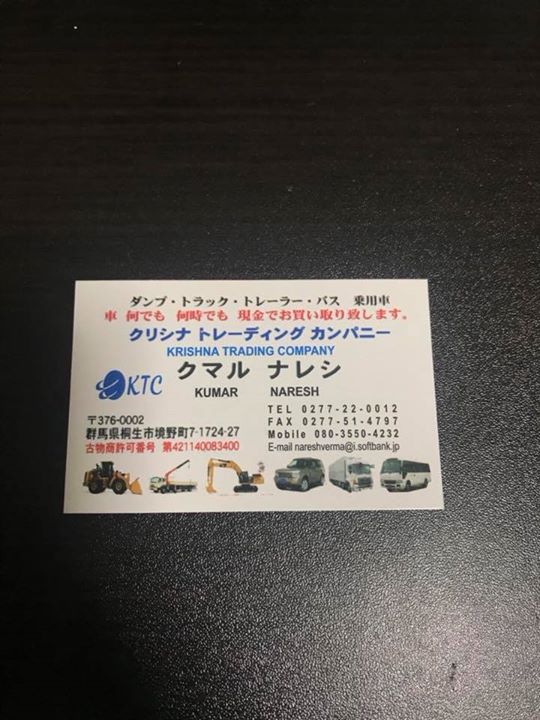 ダンプ・トラック・トレーラー・バス 乗用車
車 何でも 何時でも 現金でお買い取り致します。
クリシナ トレーディング カンパニー
KRISHNA TRADING COMPANY
クマル ナレシ
KTC
KUMAR NARESH
〒376-0002
群馬県桐生市境野町7-1724-27
古物商許可番号 第421140083400
TEL 0277-22-0012
FAX 0277-51-4797
Mobile 080-3550-4232
E-mail nareshverma@i.softbank.jp